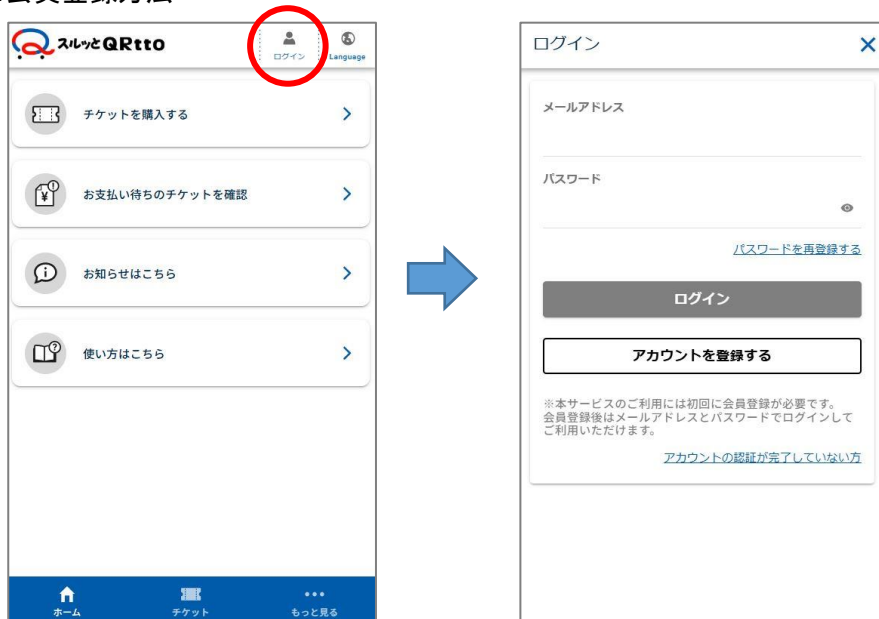 会員登録方法
スルッとQRtto
ログイン
Language
チケットを購入する
お支払い待ちのチケットを確認
お知らせはこちら
使い方はこちら
ホーム
チケット
もっと見る
ログイン
メールアドレス
パスワード
パスワードを再登録する
ログイン
アカウントを登録する
※本サービスのご利用には初回に会員登録が必要です。
会員登録後はメールアドレスとパスワードでログインして
ご利用いただけます。
アカウントの認証が完了していない方